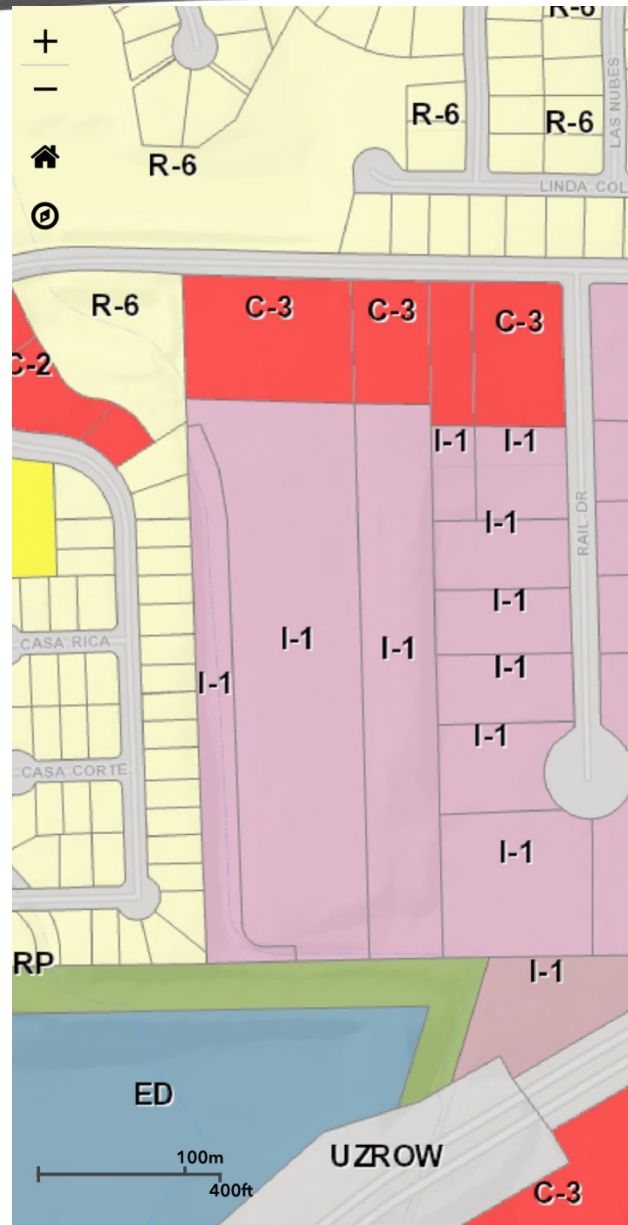 +
R-6
−
R-6
R-6
LAS NUBES
R-6
LINDA COL
R-6
C-3
C-3
C-3
C-2
I-1
I-1
I-1
RAIL DR
I-1
I-1
I-1
CASA RICA
I-1
I-1
I-1
CASA CORTE
I-1
RP
I-1
ED
UZROW
100m
400ft
C-3